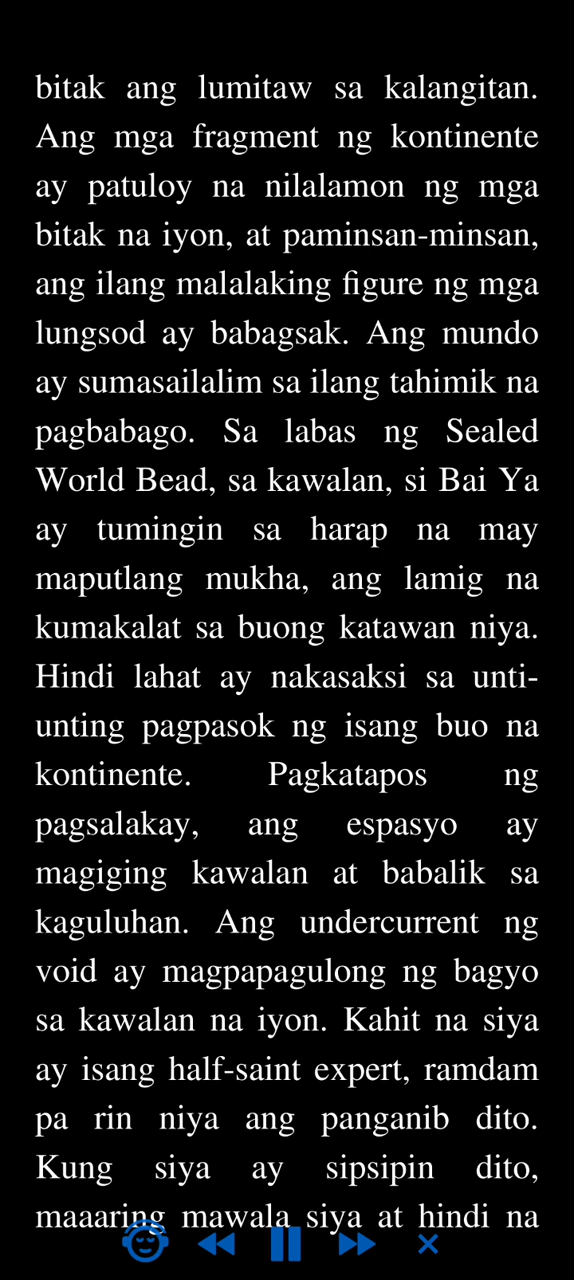 bitak ang lumitaw sa kalangitan.
Ang mga fragment ng kontinente
ay patuloy na nilalamon ng mga
bitak na iyon, at paminsan-minsan,
ang ilang malalaking figure ng mga
lungsod ay babagsak. Ang mundo
ay sumasailalim sa ilang tahimik na
pagbabago. Sa labas ng Sealed
World Bead, sa kawalan, si Bai Ya
ay tumingin sa harap na may
maputlang mukha, ang lamig na
kumakalat sa buong katawan niya.
Hindi lahat ay nakasaksi sa unti-
unting pagpasok ng isang buo na
kontinente. Pagkatapos ng
pagsalakay, ang espasyo ay
magiging kawalan at babalik sa
kaguluhan. Ang undercurrent ng
void ay magpapagulong ng bagyo
sa kawalan na iyon. Kahit na siya
ay isang half-saint expert, ramdam
pa rin niya ang panganib dito.
Kung siya ay sipsipin dito,
maaaring mawala siya at hindi na